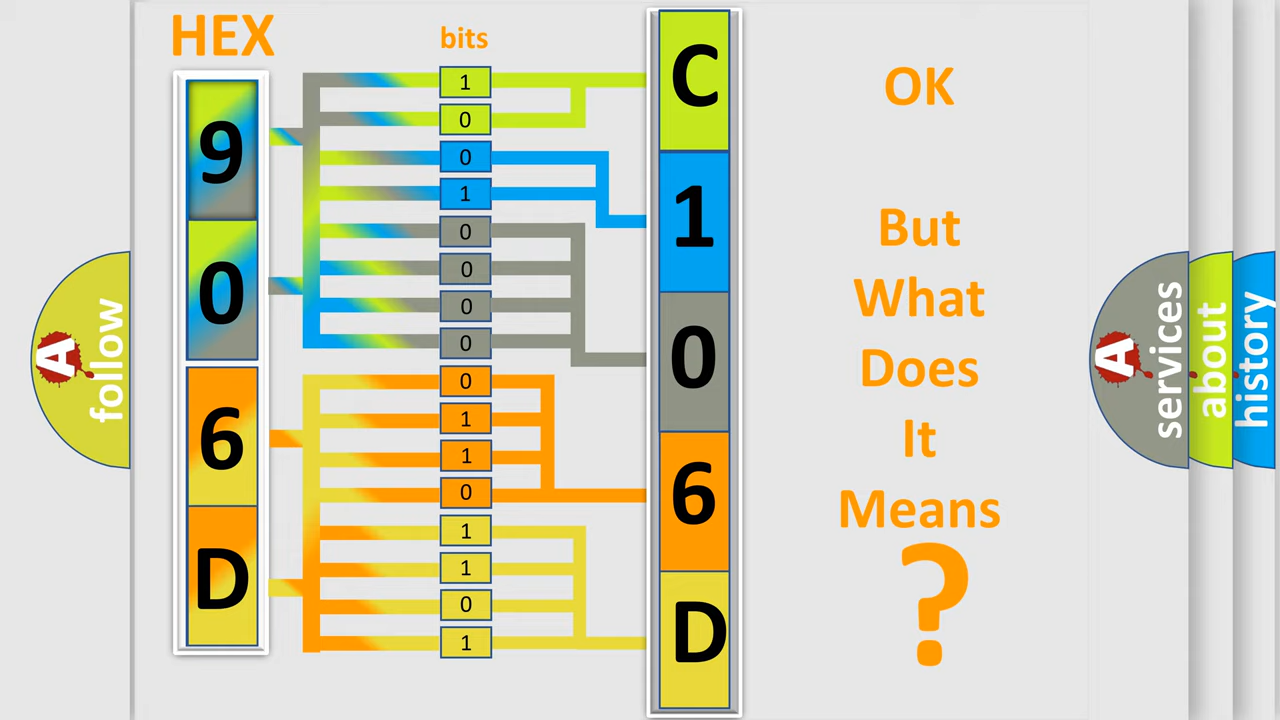 HEX
bits
9
0
6
D
1
0
0
1
0
0
0
0
0
1
1
0
1
1
0
1
C
1
0
6
D
OK
But
What
Does
It
Means
?
A
follow
A
services
about
history